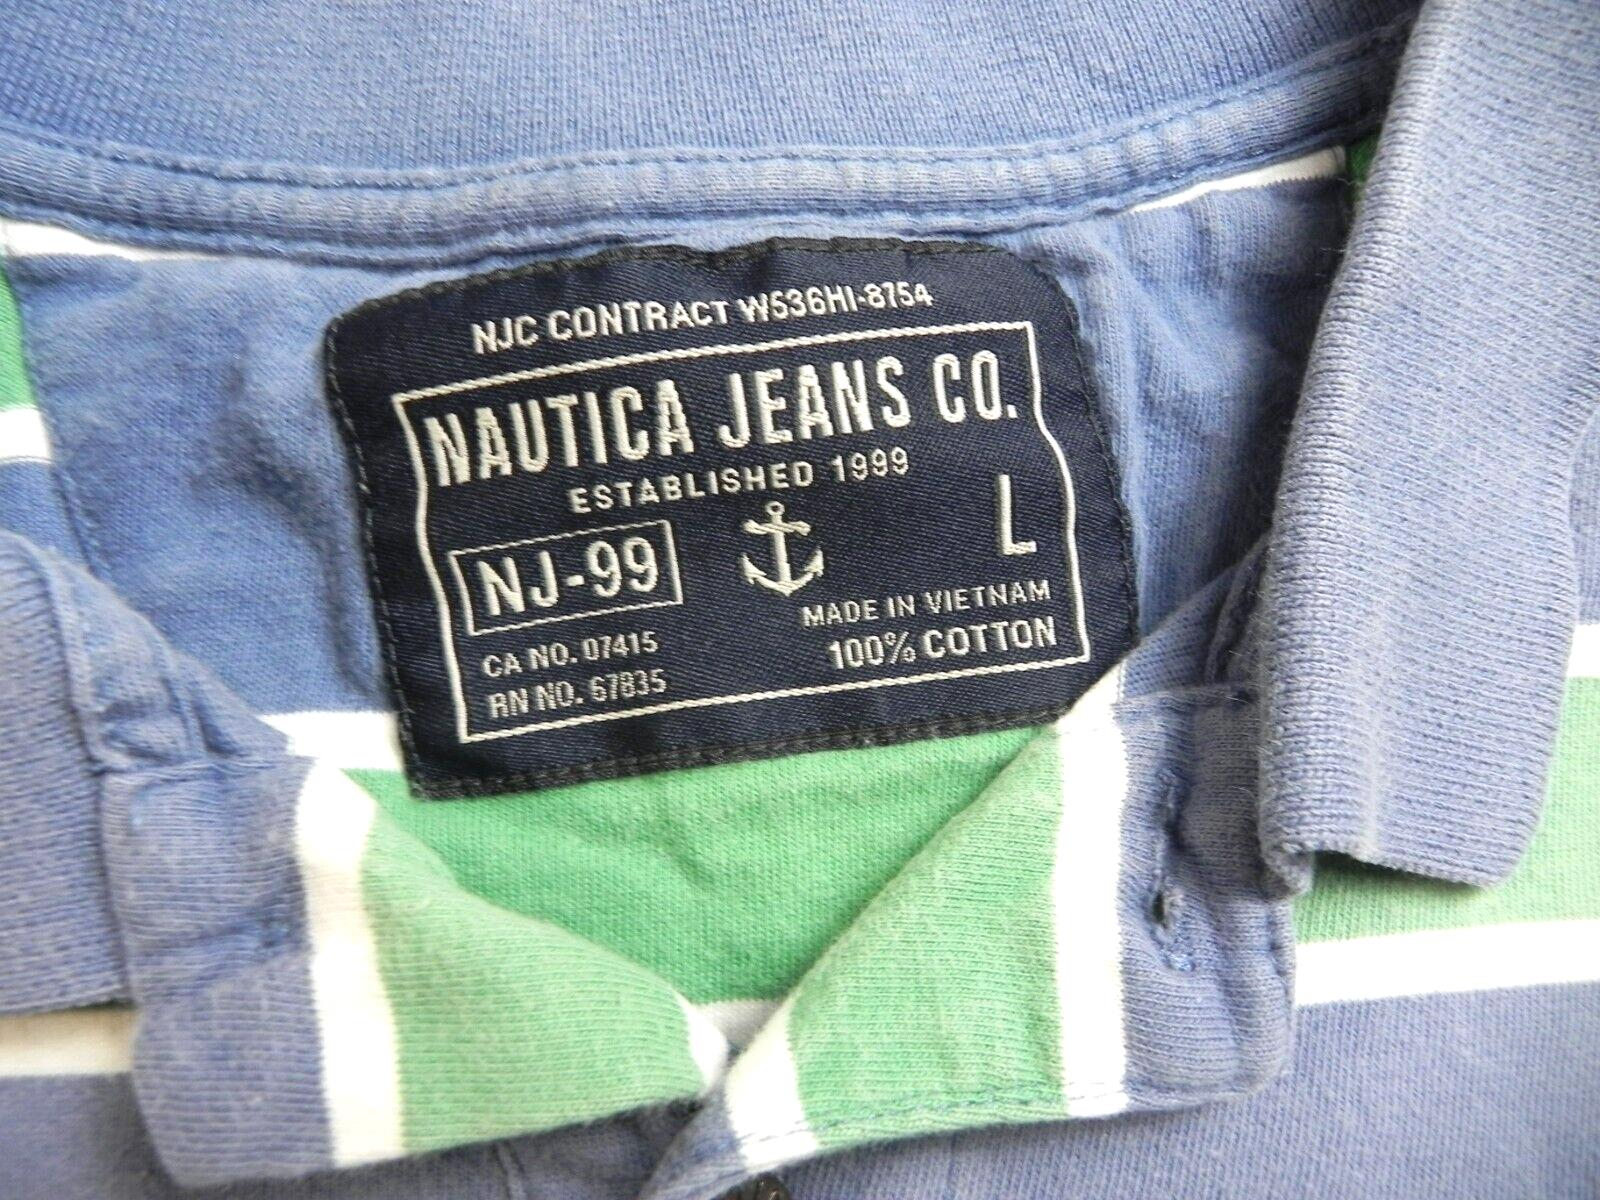 NJC CONTRACT W536HI-8754
NAUTICA JEANS CO.
ESTABLISHED 1999
NJ-99
L
CA NO. 07415
RN NO. 67835
MADE IN VIETNAM
100% COTTON